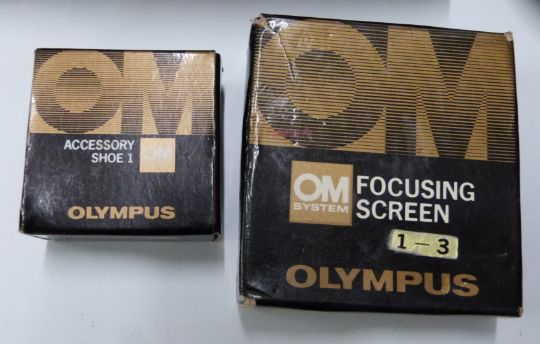 OM
ACCESSORY
SHOE 1
OM
OLYMPUS
OM
OM
SYSTEM
FOCUSING
SCREEN
1-3
OLYMPUS